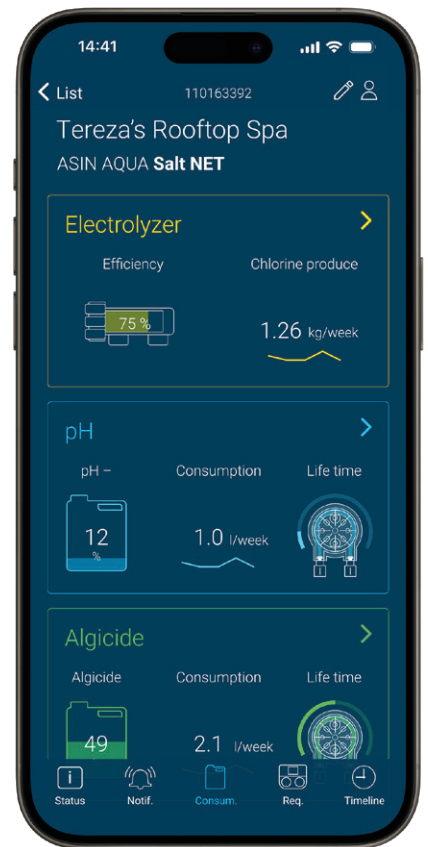 14:41
List
110163392
Tereza's Rooftop Spa
ASIN AQUA Salt NET
Electrolyzer
Efficiency Chlorine produce
75 %
1.26 kg/week
pH
pH – Consumption Life time
12 1.0 l/week
%
Algicide
Algicide Consumption Life time
49 2.1 l/week
i
Status Notif. Consum. Req. Timeline